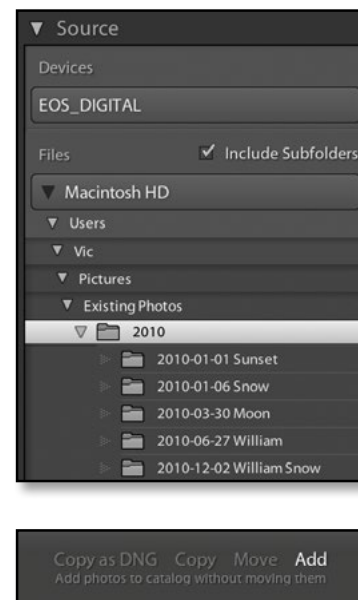 Source
Devices
EOS_DIGITAL
Files Include Subfolders
Macintosh HD
Users
Vic
Pictures
Existing Photos
2010
2010-01-01 Sunset
2010-01-06 Snow
2010-03-30 Moon
2010-06-27 William
2010-12-02 William Snow
Copy as DNG Copy Move Add
Add photos to catalog without moving them